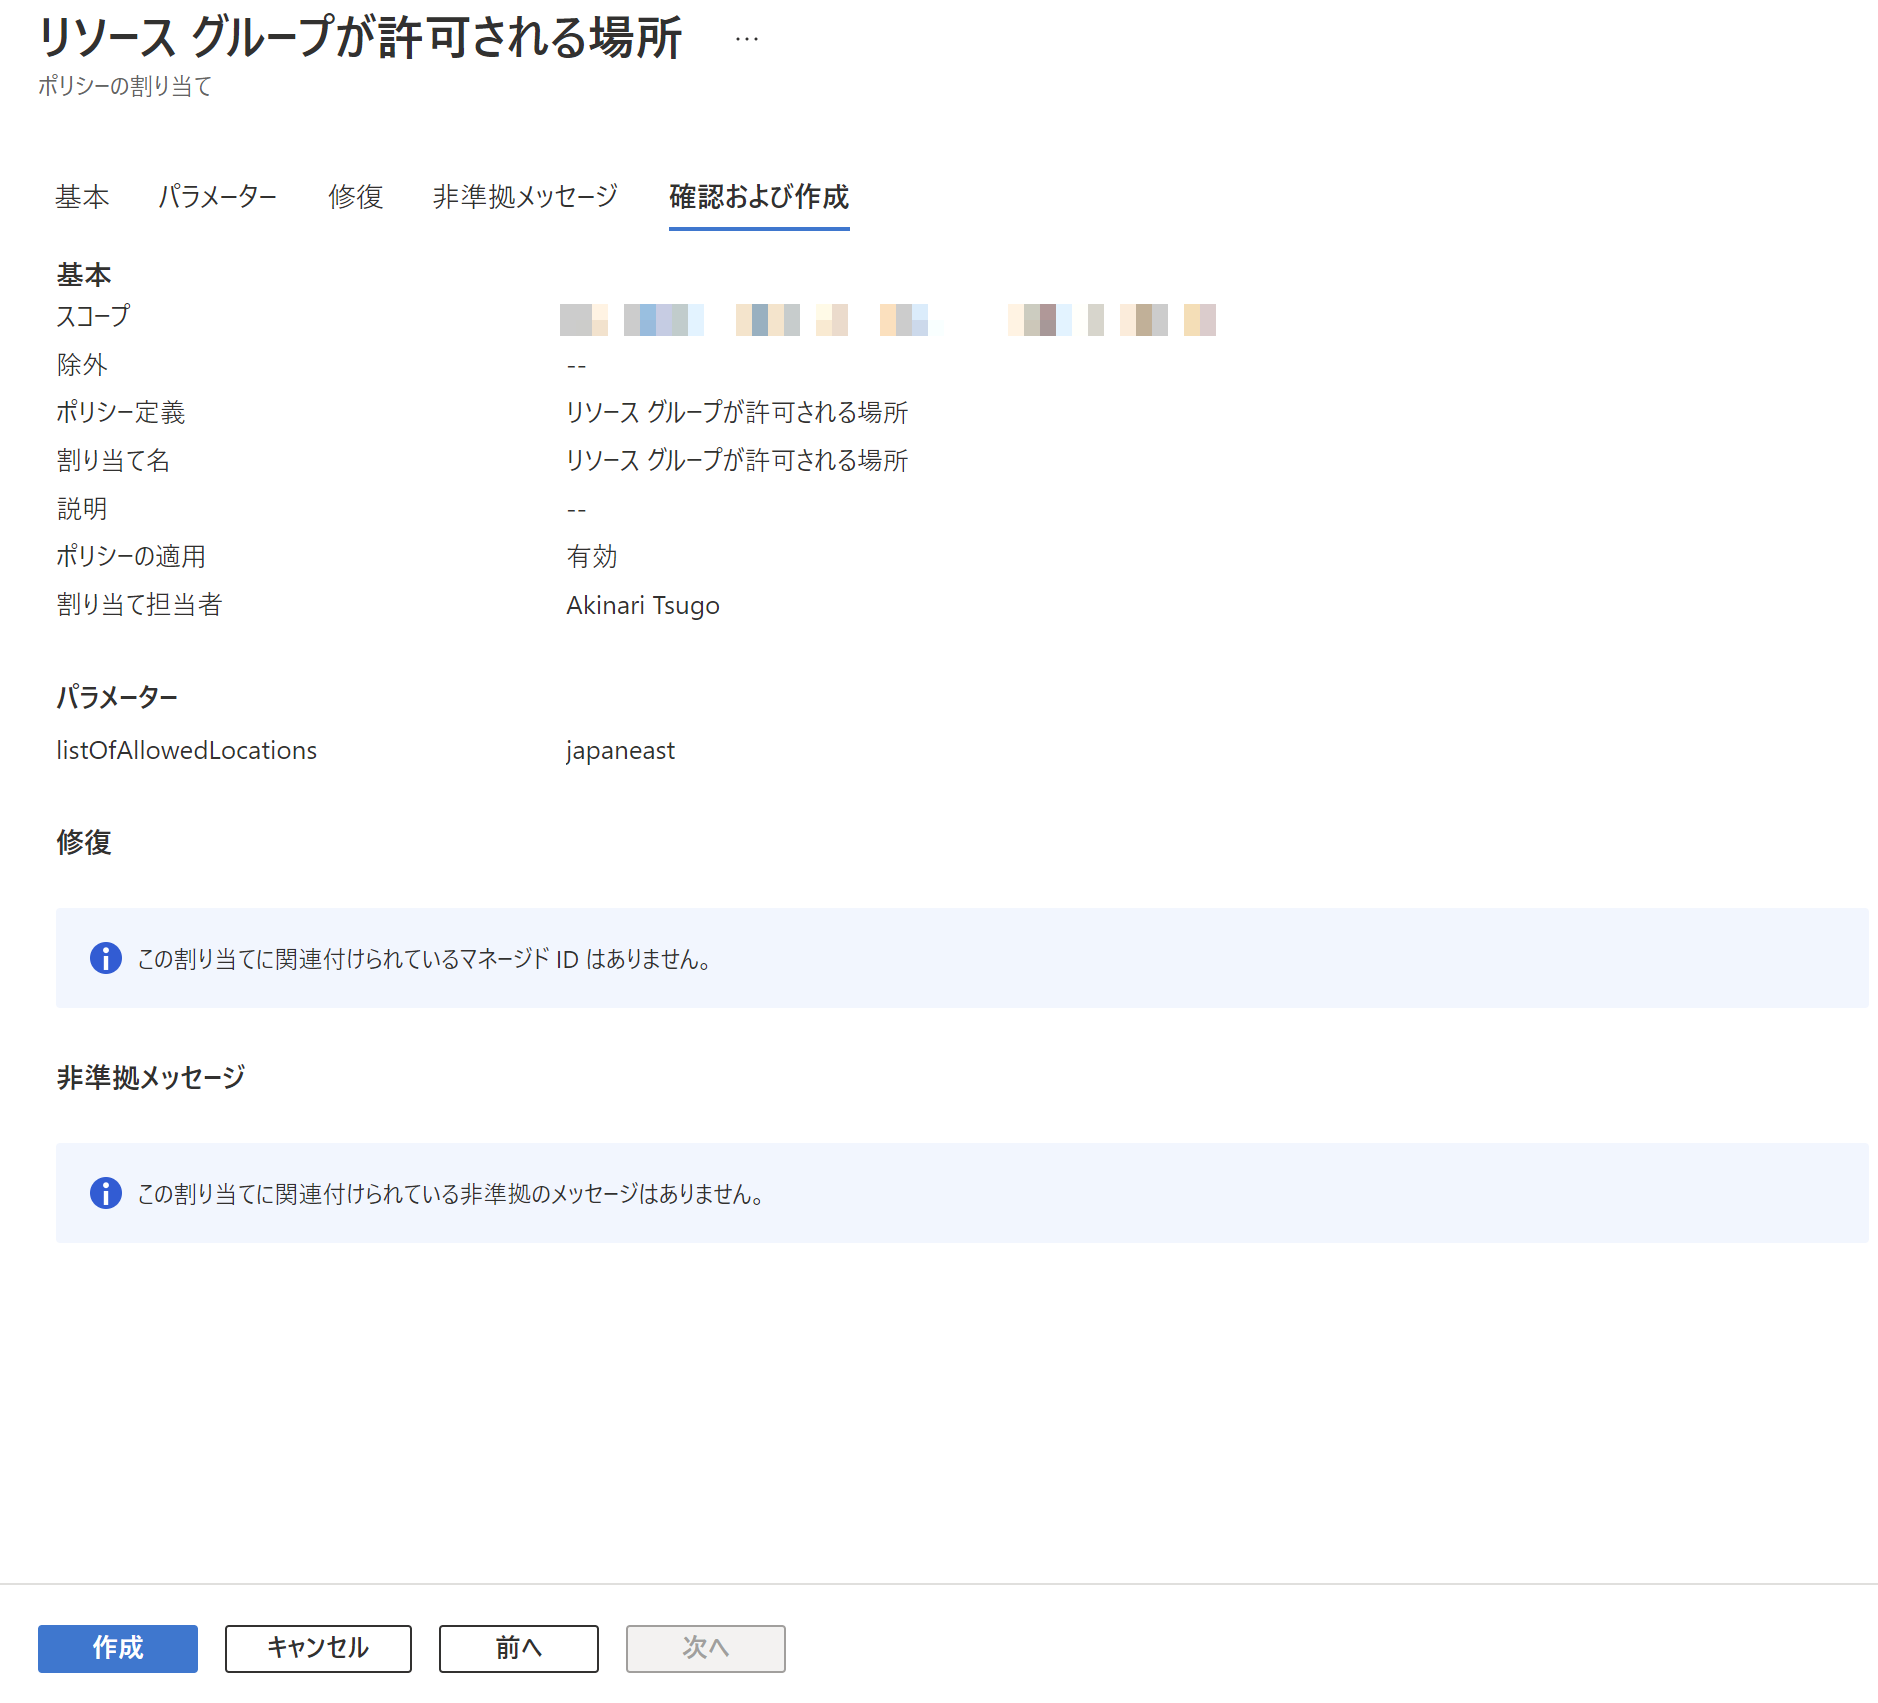 リソース グループが許可される場所 …
ポリシーの割り当て
基本 パラメーター 修復 非準拠メッセージ 確認および作成
基本
スコープ
除外 --
ポリシー定義 リソース グループが許可される場所
割り当て名 リソース グループが許可される場所
説明 --
ポリシーの適用 有効
割り当て担当者 Akinari Tsugo
パラメーター
listOfAllowedLocations japaneast
修復
この割り当てに関連付けられているマネージド ID はありません。
非準拠メッセージ
この割り当てに関連付けられている非準拠のメッセージはありません。
作成 キャンセル 前へ 次へ